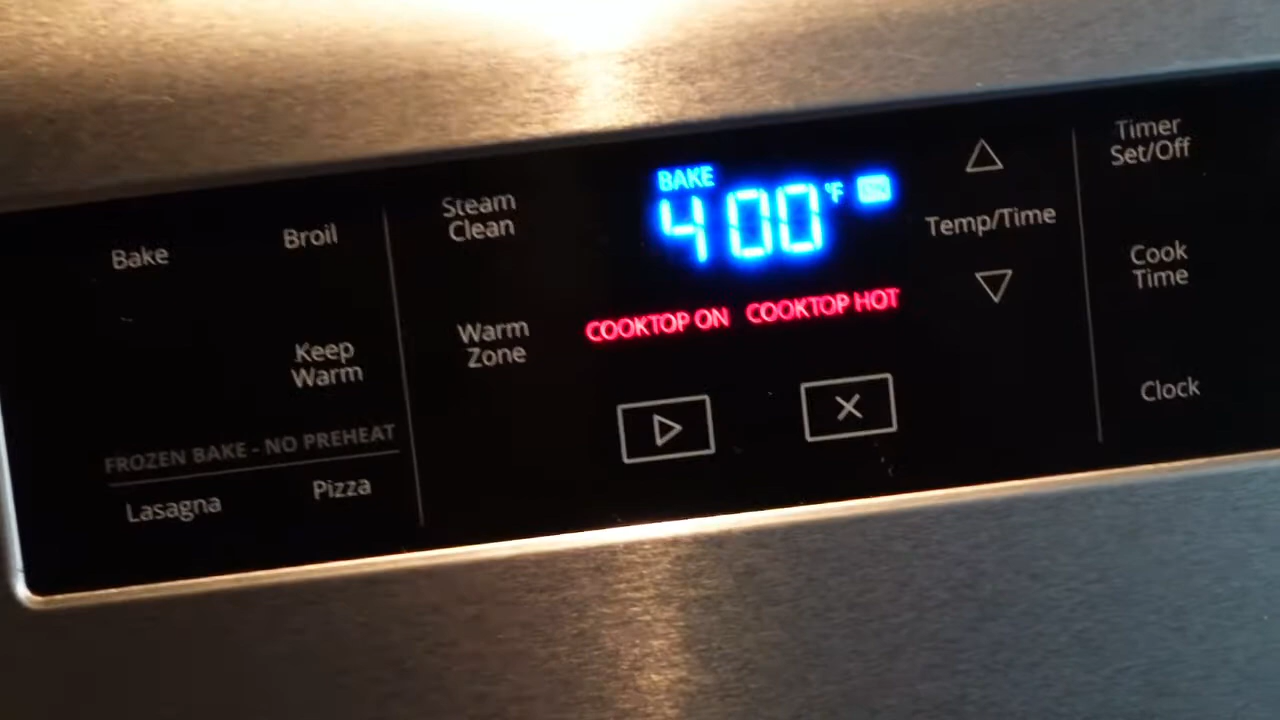 Bake
Broil
Keep
Warm
FROZEN BAKE - NO PREHEAT
Lasagna
Pizza
Steam
Clean
Warm
Zone
BAKE
400°F
COOKTOP ON COOKTOP HOT
Temp/Time
Timer
Set/Off
Cook
Time
Clock